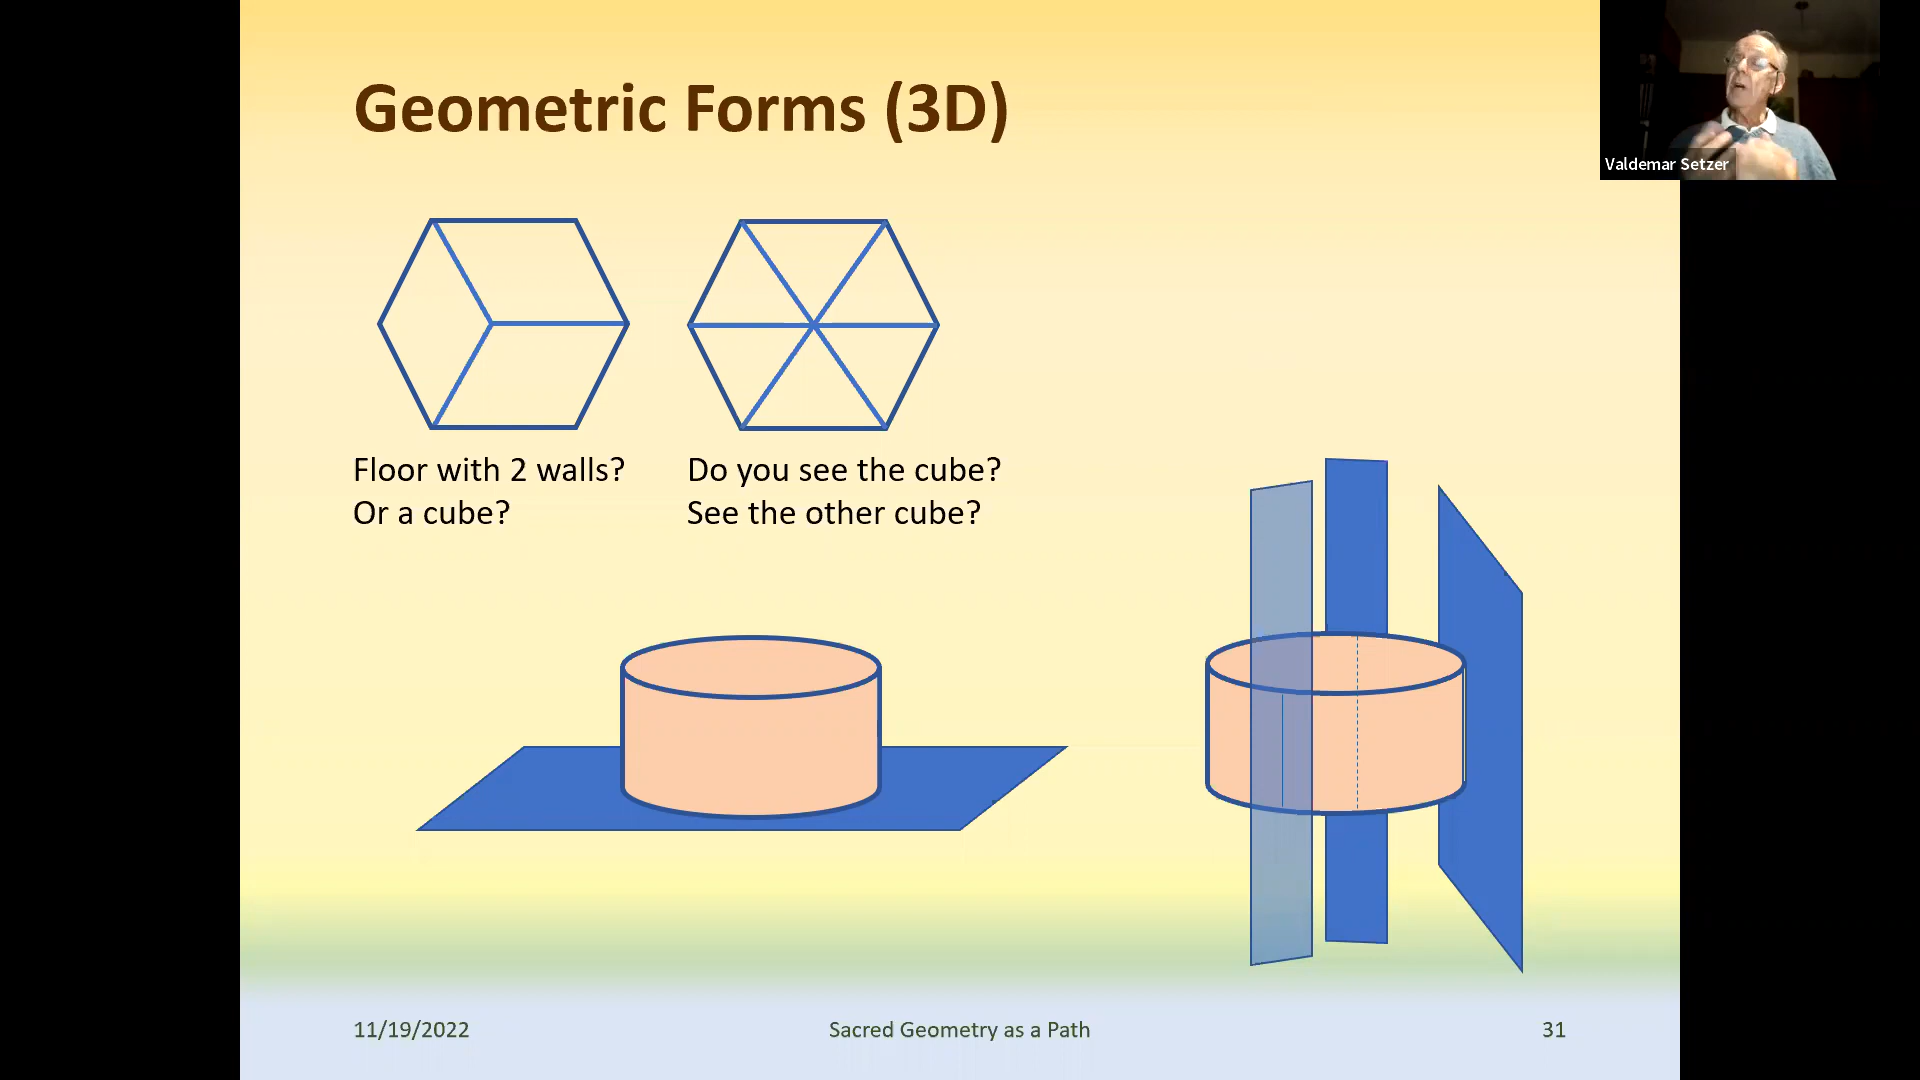 Geometric Forms (3D)
Valdemar Setzer
Floor with 2 walls?
Or a cube?
Do you see the cube?
See the other cube?
11/19/2022
Sacred Geometry as a Path
31